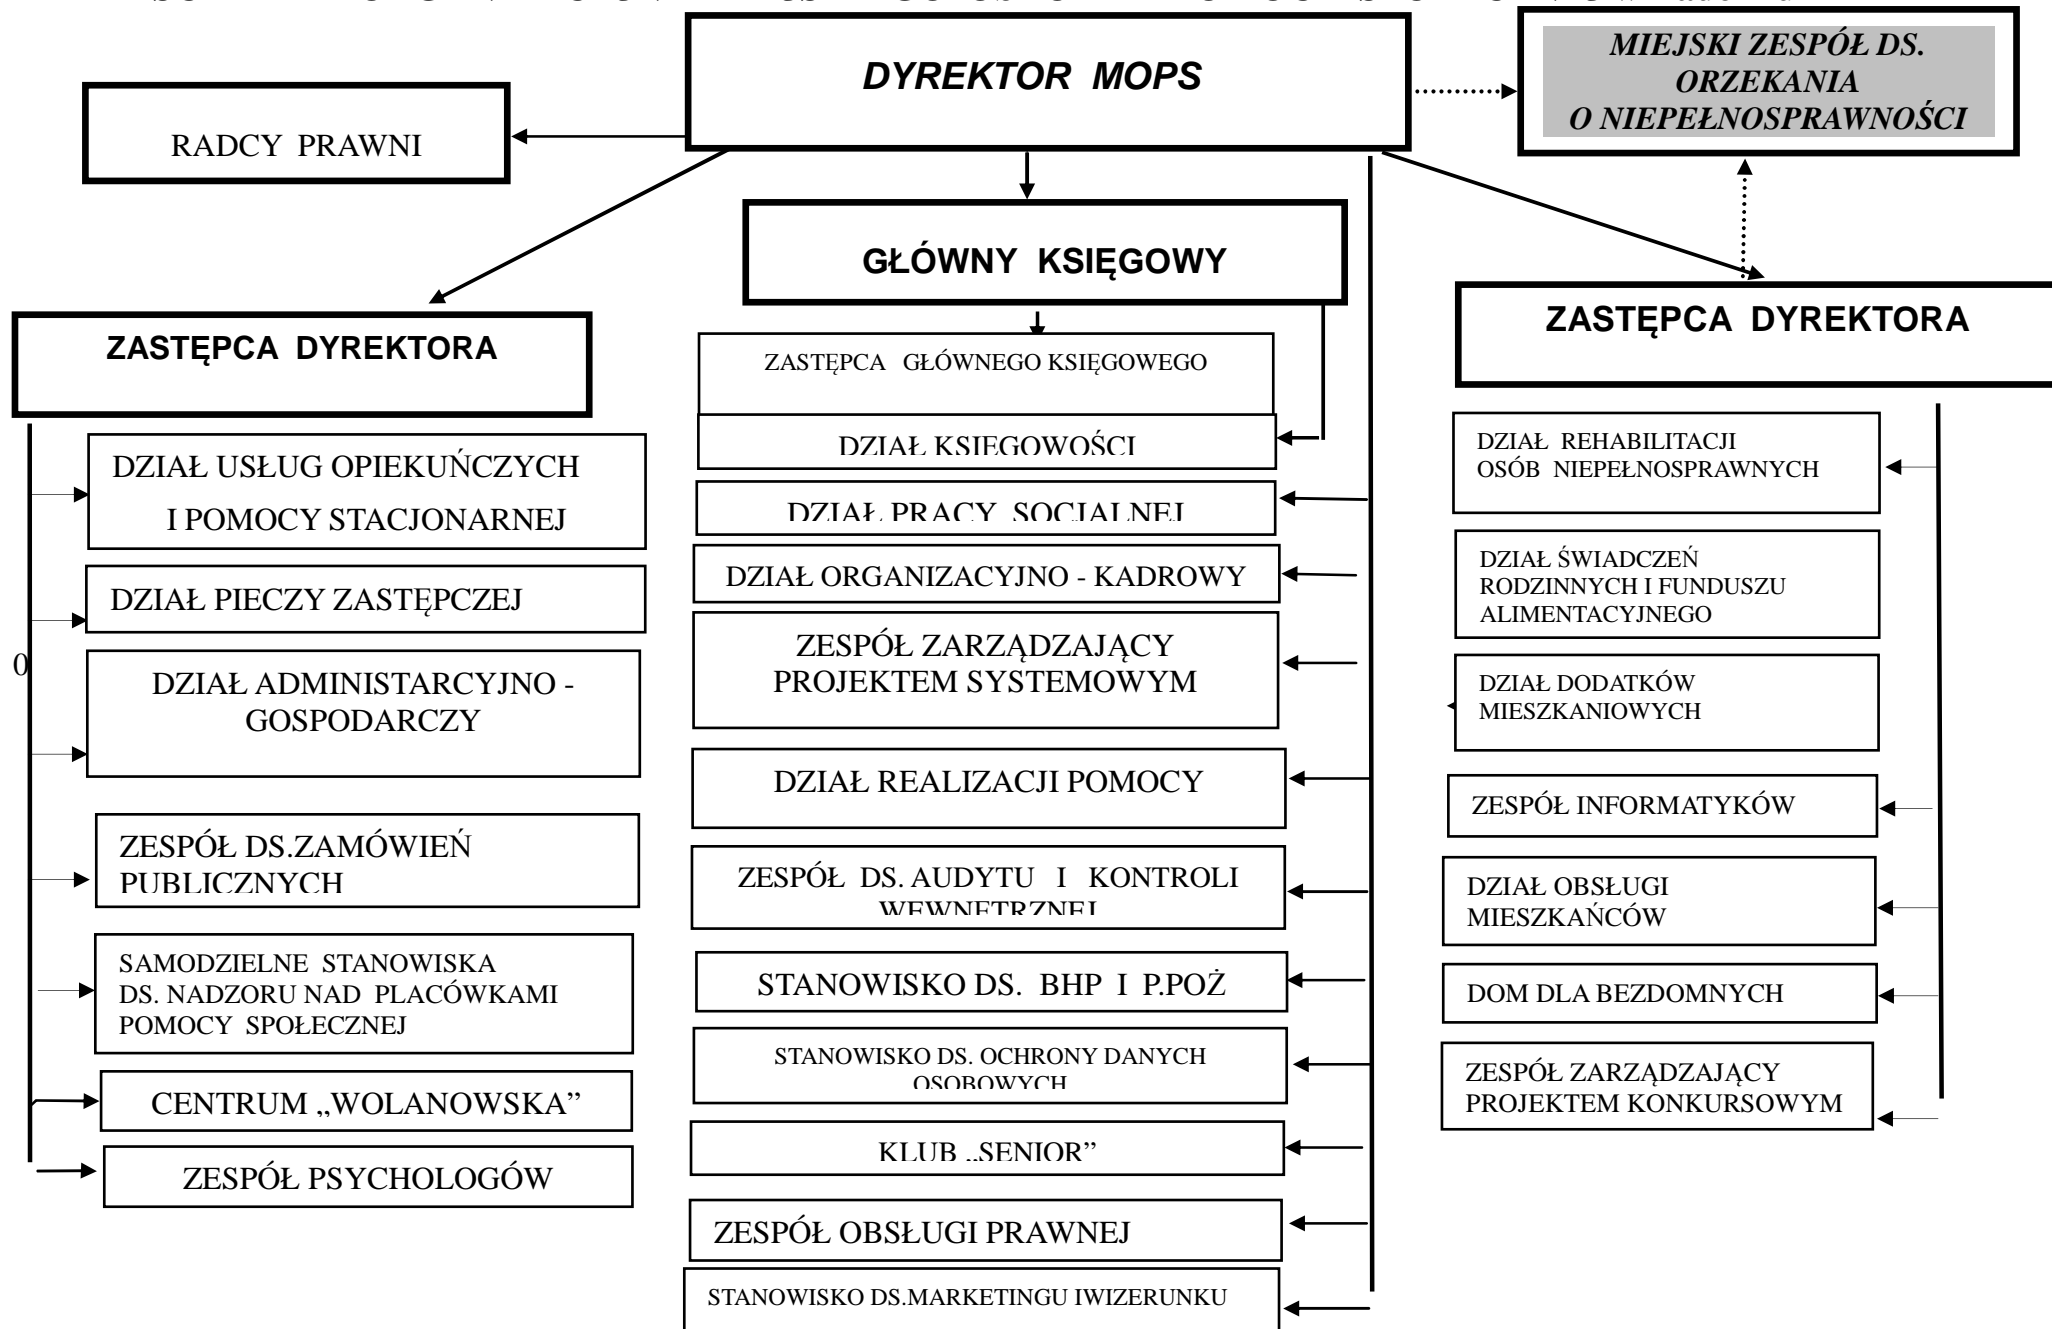 DYREKTOR MOPS
MIEJSKI ZESPÓŁ DS.
ORZEKANIA
O NIEPEŁNOSPRAWNOŚCI
RADCY PRAWNI
GŁÓWNY KSIĘGOWY
ZASTĘPCA DYREKTORA
DZIAŁ USŁUG OPIEKUŃCZYCH
I POMOCY STACJONARNEJ
DZIAŁ PIECZY ZASTĘPCZEJ
0
DZIAŁ ADMINISTARCYJNO -
GOSPODARCZY
ZESPÓŁ DS.ZAMÓWIEŃ
PUBLICZNYCH
SAMODZIELNE STANOWISKA
DS. NADZORU NAD PLACÓWKAMI
POMOCY SPOŁECZNEJ
CENTRUM „WOLANOWSKA”
ZESPÓŁ PSYCHOLOGÓW
ZASTĘPCA GŁÓWNEGO KSIĘGOWEGO
DZIAŁ KSIĘGOWOŚCI
DZIAŁ PRACY SOCJALNEJ
DZIAŁ ORGANIZACYJNO - KADROWY
ZESPÓŁ ZARZĄDZAJĄCY
PROJEKTEM SYSTEMOWYM
DZIAŁ REALIZACJI POMOCY
ZESPÓŁ DS. AUDYTU I KONTROLI
WEWNĘTRZNEJ
STANOWISKO DS. BHP I P.POŻ
STANOWISKO DS. OCHRONY DANYCH
OSOBOWYCH
KLUB „SENIOR”
ZESPÓŁ OBSŁUGI PRAWNEJ
STANOWISKO DS.MARKETINGU IWIZERUNKU
ZASTĘPCA DYREKTORA
DZIAŁ REHABILITACJI
OSÓB NIEPEŁNOSPRAWNYCH
DZIAŁ ŚWIADCZEŃ
RODZINNYCH I FUNDUSZU
ALIMENTACYJNEGO
DZIAŁ DODATKÓW
MIESZKANIOWYCH
ZESPÓŁ INFORMATYKÓW
DZIAŁ OBSŁUGI
MIESZKAŃCÓW
DOM DLA BEZDOMNYCH
ZESPÓŁ ZARZĄDZAJĄCY
PROJEKTEM KONKURSOWYM